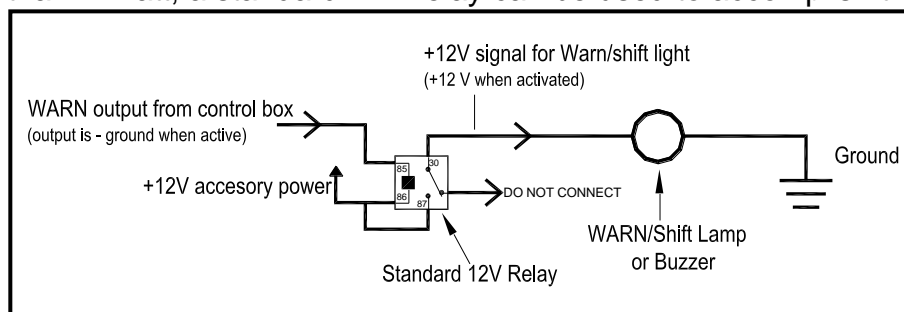 +12V signal for Warn/shift light
(+12 V when activated)
WARN output from control box
(output is - ground when active)
85
30
86
87
+12V accesory power
DO NOT CONNECT
Ground
Standard 12V Relay
WARN/Shift Lamp
or Buzzer